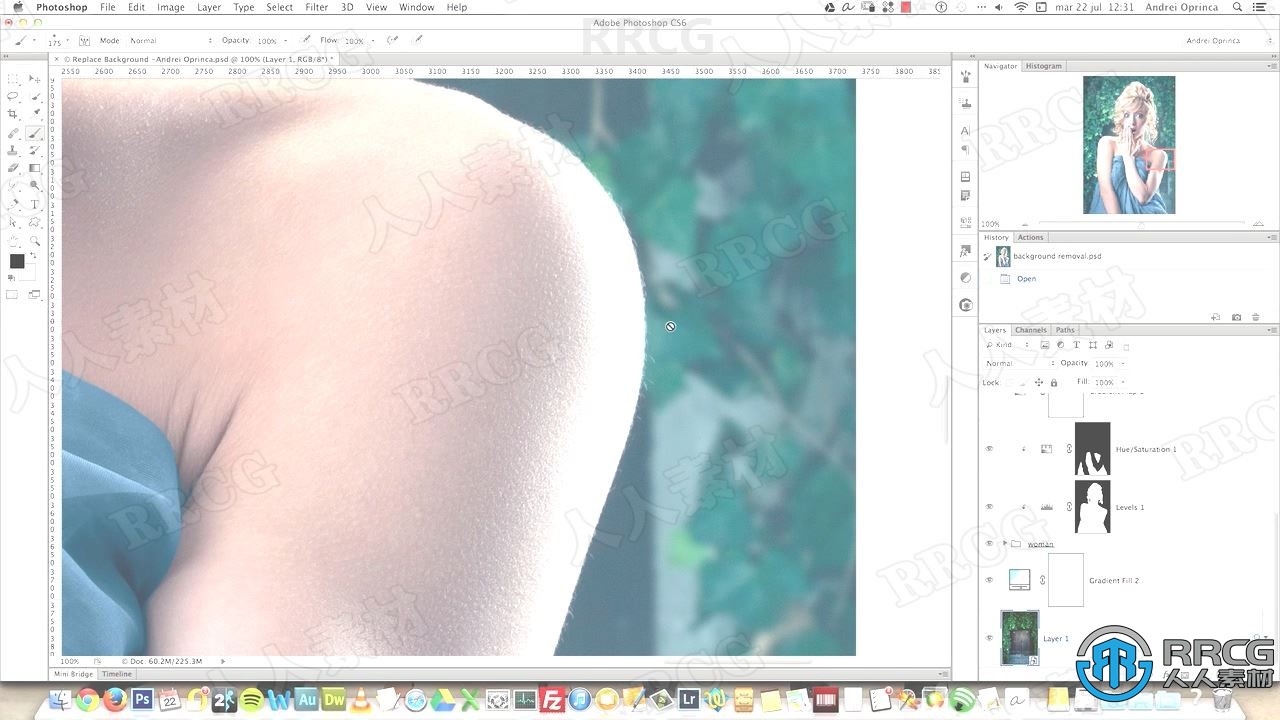 Photoshop File Edit Image Layer Type Select Filter 3D View Window Help
mar 22 jul 12:31 Andrei Oprinca
Adobe Photoshop CS6
RRCG
175 Mode: Normal Opacity: 100% Flow: 100%
Andrei Oprinca
× © Replace Background -Andrei Oprinca.psd @ 100% (Layer 1, RGB/8*) *
2550 2600 2650 2700 2750 2800 2850 2900 2950 3000 3050 3100 3150 3200 3250 3300 3350 3400 3450 3500 3550 3600 3650 3700 3750 3800
Navigator Histogram
100%
History Actions
background removal.psd
Open
Layers Channels Paths
Kind
Normal Opacity: 100%
Lock: Fill: 100%
Hue/Saturation 1
Levels 1
woman
Gradient Fill 2
Layer 1
100% Doc: 60.2M/225.3M
Mini Bridge Timeline
RRCG
人人素材